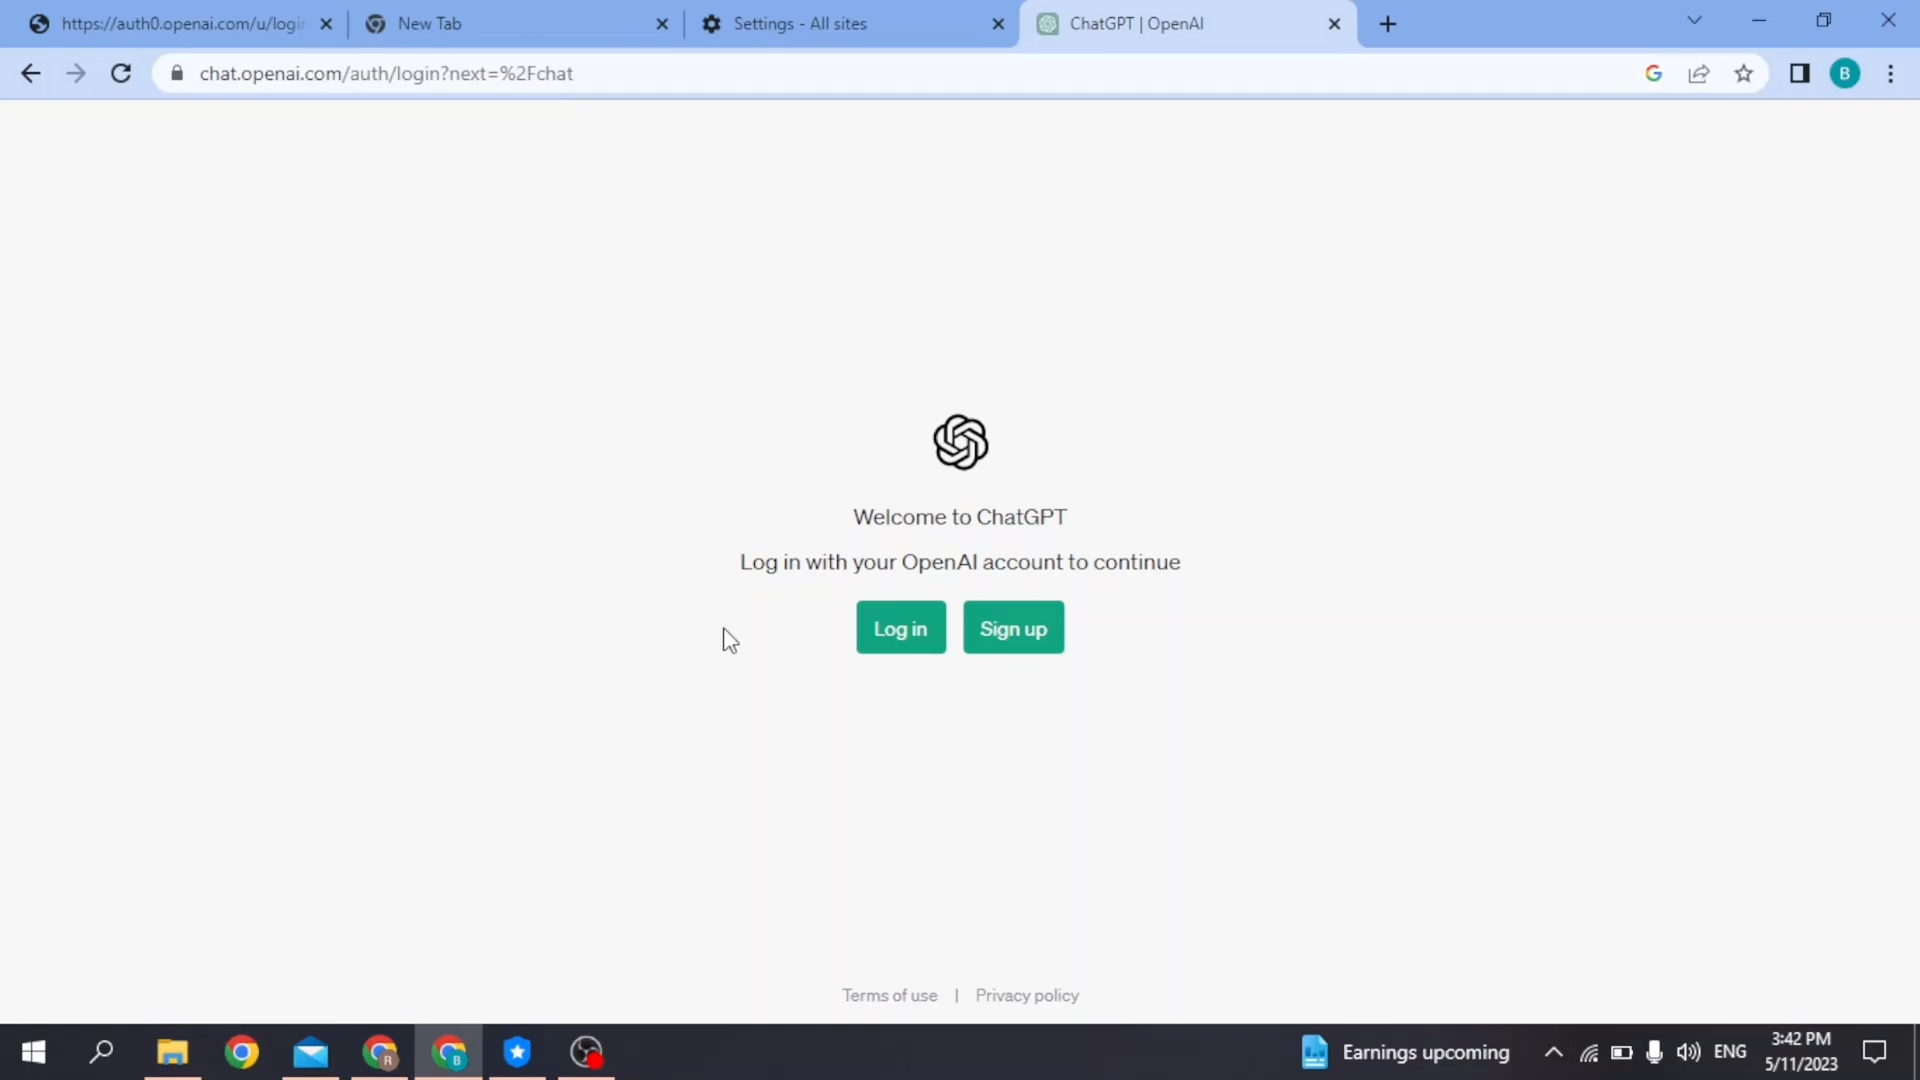 https://auth0.openai.com/u/login
New Tab
Settings - All sites
ChatGPT | OpenAI
chat.openai.com/auth/login?next=%2Fchat
B
Welcome to ChatGPT
Log in with your OpenAI account to continue
Log in
Sign up
Terms of use | Privacy policy
R
B
Earnings upcoming
ENG
3:42 PM
5/11/2023